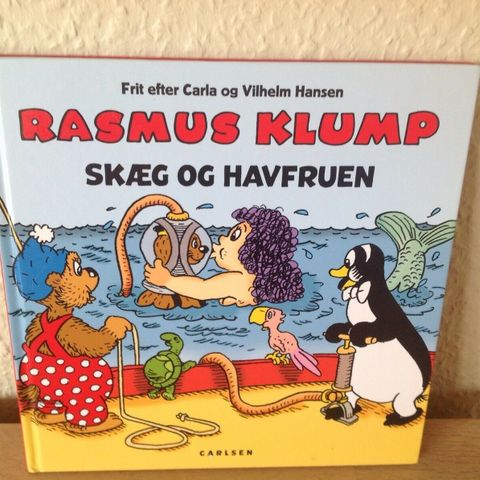 Frit efter Carla og Vilhelm Hansen
RASMUS KLUMP
SKÆG OG HAVFRUEN
CARLSEN